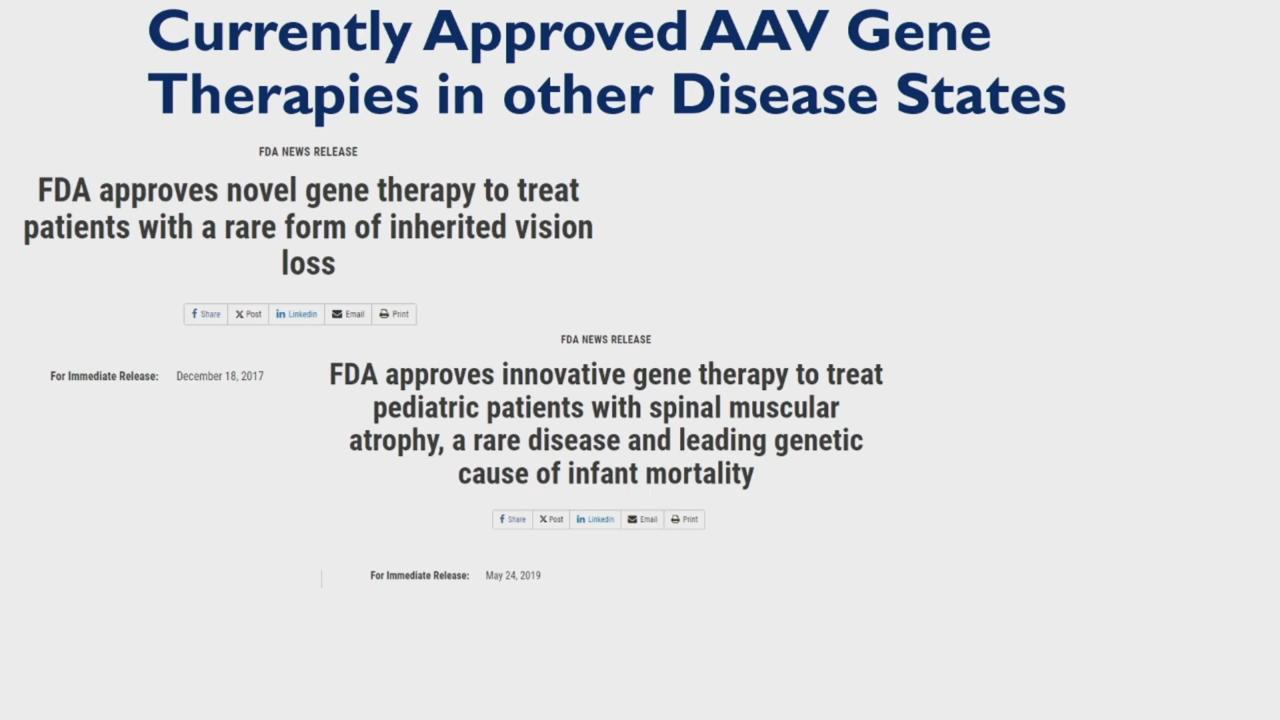 Currently Approved AAV Gene
Therapies in other Disease States
FDA NEWS RELEASE
FDA approves novel gene therapy to treat
patients with a rare form of inherited vision
loss
Share Post Linkedin Email Print
For Immediate Release: December 18, 2017
FDA NEWS RELEASE
FDA approves innovative gene therapy to treat
pediatric patients with spinal muscular
atrophy, a rare disease and leading genetic
cause of infant mortality
Share Post Linkedin Email Print
For Immediate Release: May 24, 2019